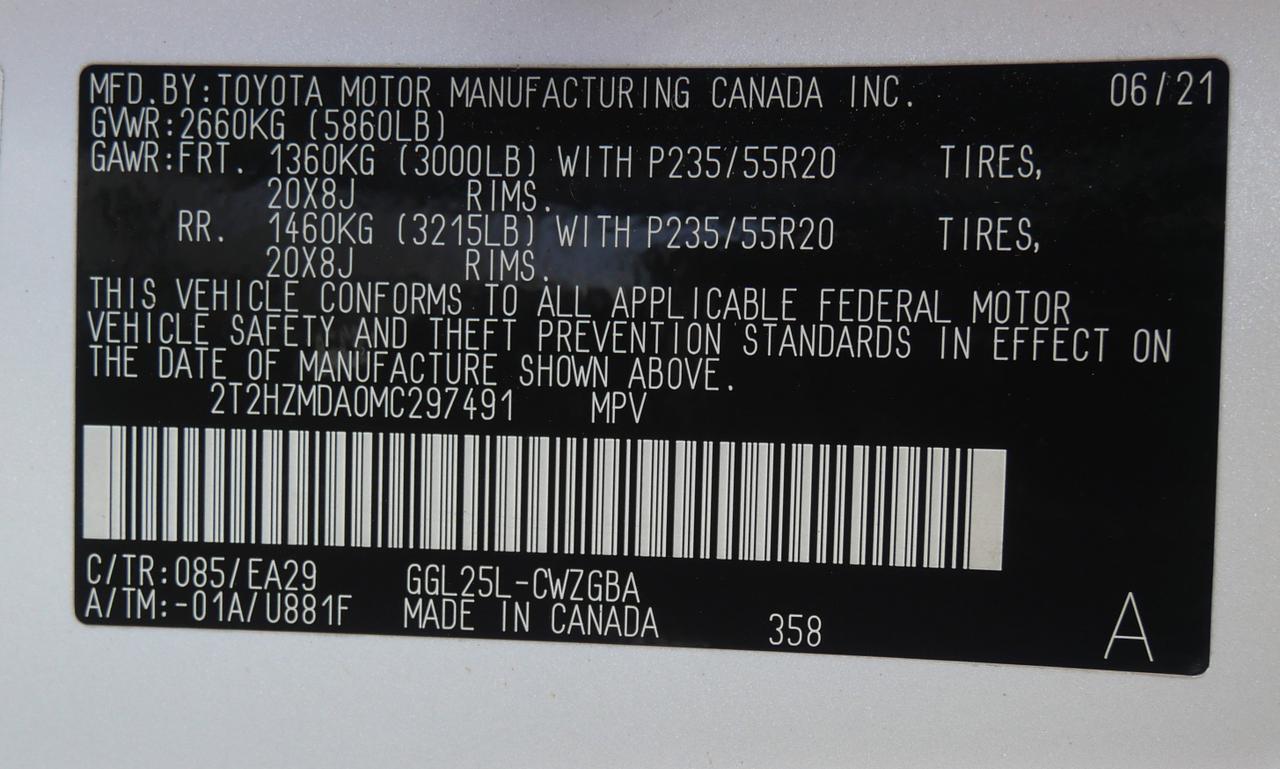 MFD.BY:TOYOTA MOTOR MANUFACTURING CANADA INC. 06/21
GVWR:2660KG (5860LB)
GAWR:FRT. 1360KG (3000LB) WITH P235/55R20 TIRES,
20X8J RIMS.
RR. 1460KG (3215LB) WITH P235/55R20 TIRES,
20X8J RIMS.
THIS VEHICLE CONFORMS TO ALL APPLICABLE FEDERAL MOTOR
VEHICLE SAFETY AND THEFT PREVENTION STANDARDS IN EFFECT ON
THE DATE OF MANUFACTURE SHOWN ABOVE.
2T2HZMDA0MC297491 MPV
C/TR:085/EA29 GGL25L-CWZGBA
A/TM:-01A/U881F MADE IN CANADA 358 A